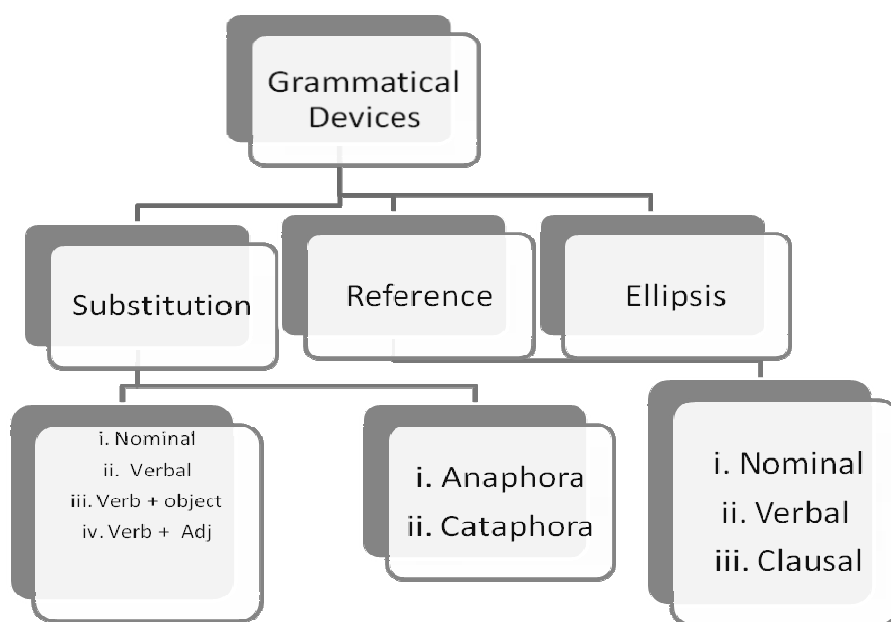 Grammatical
Devices
Substitution
Reference
Ellipsis
i. Nominal
ii. Verbal
iii. Verb + object
iv. Verb + Adj
i. Anaphora
ii. Cataphora
i. Nominal
ii. Verbal
iii. Clausal